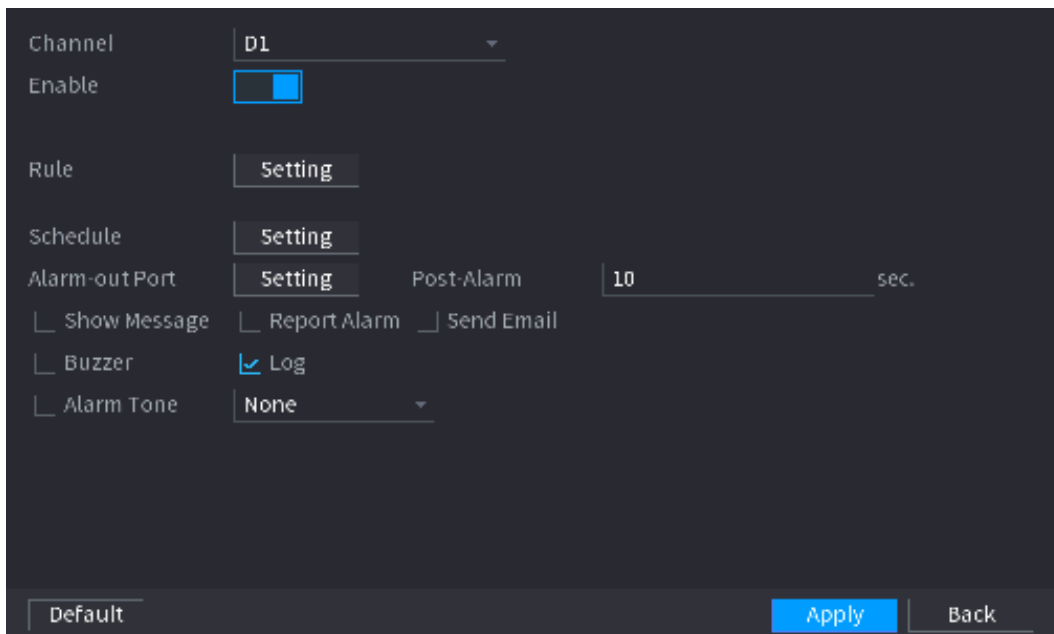 Channel D1
Enable
Rule Setting
Schedule Setting
Alarm-out Port Setting Post-Alarm 10 sec.
Show Message Report Alarm Send Email
Buzzer Log
Alarm Tone None
Default Apply Back